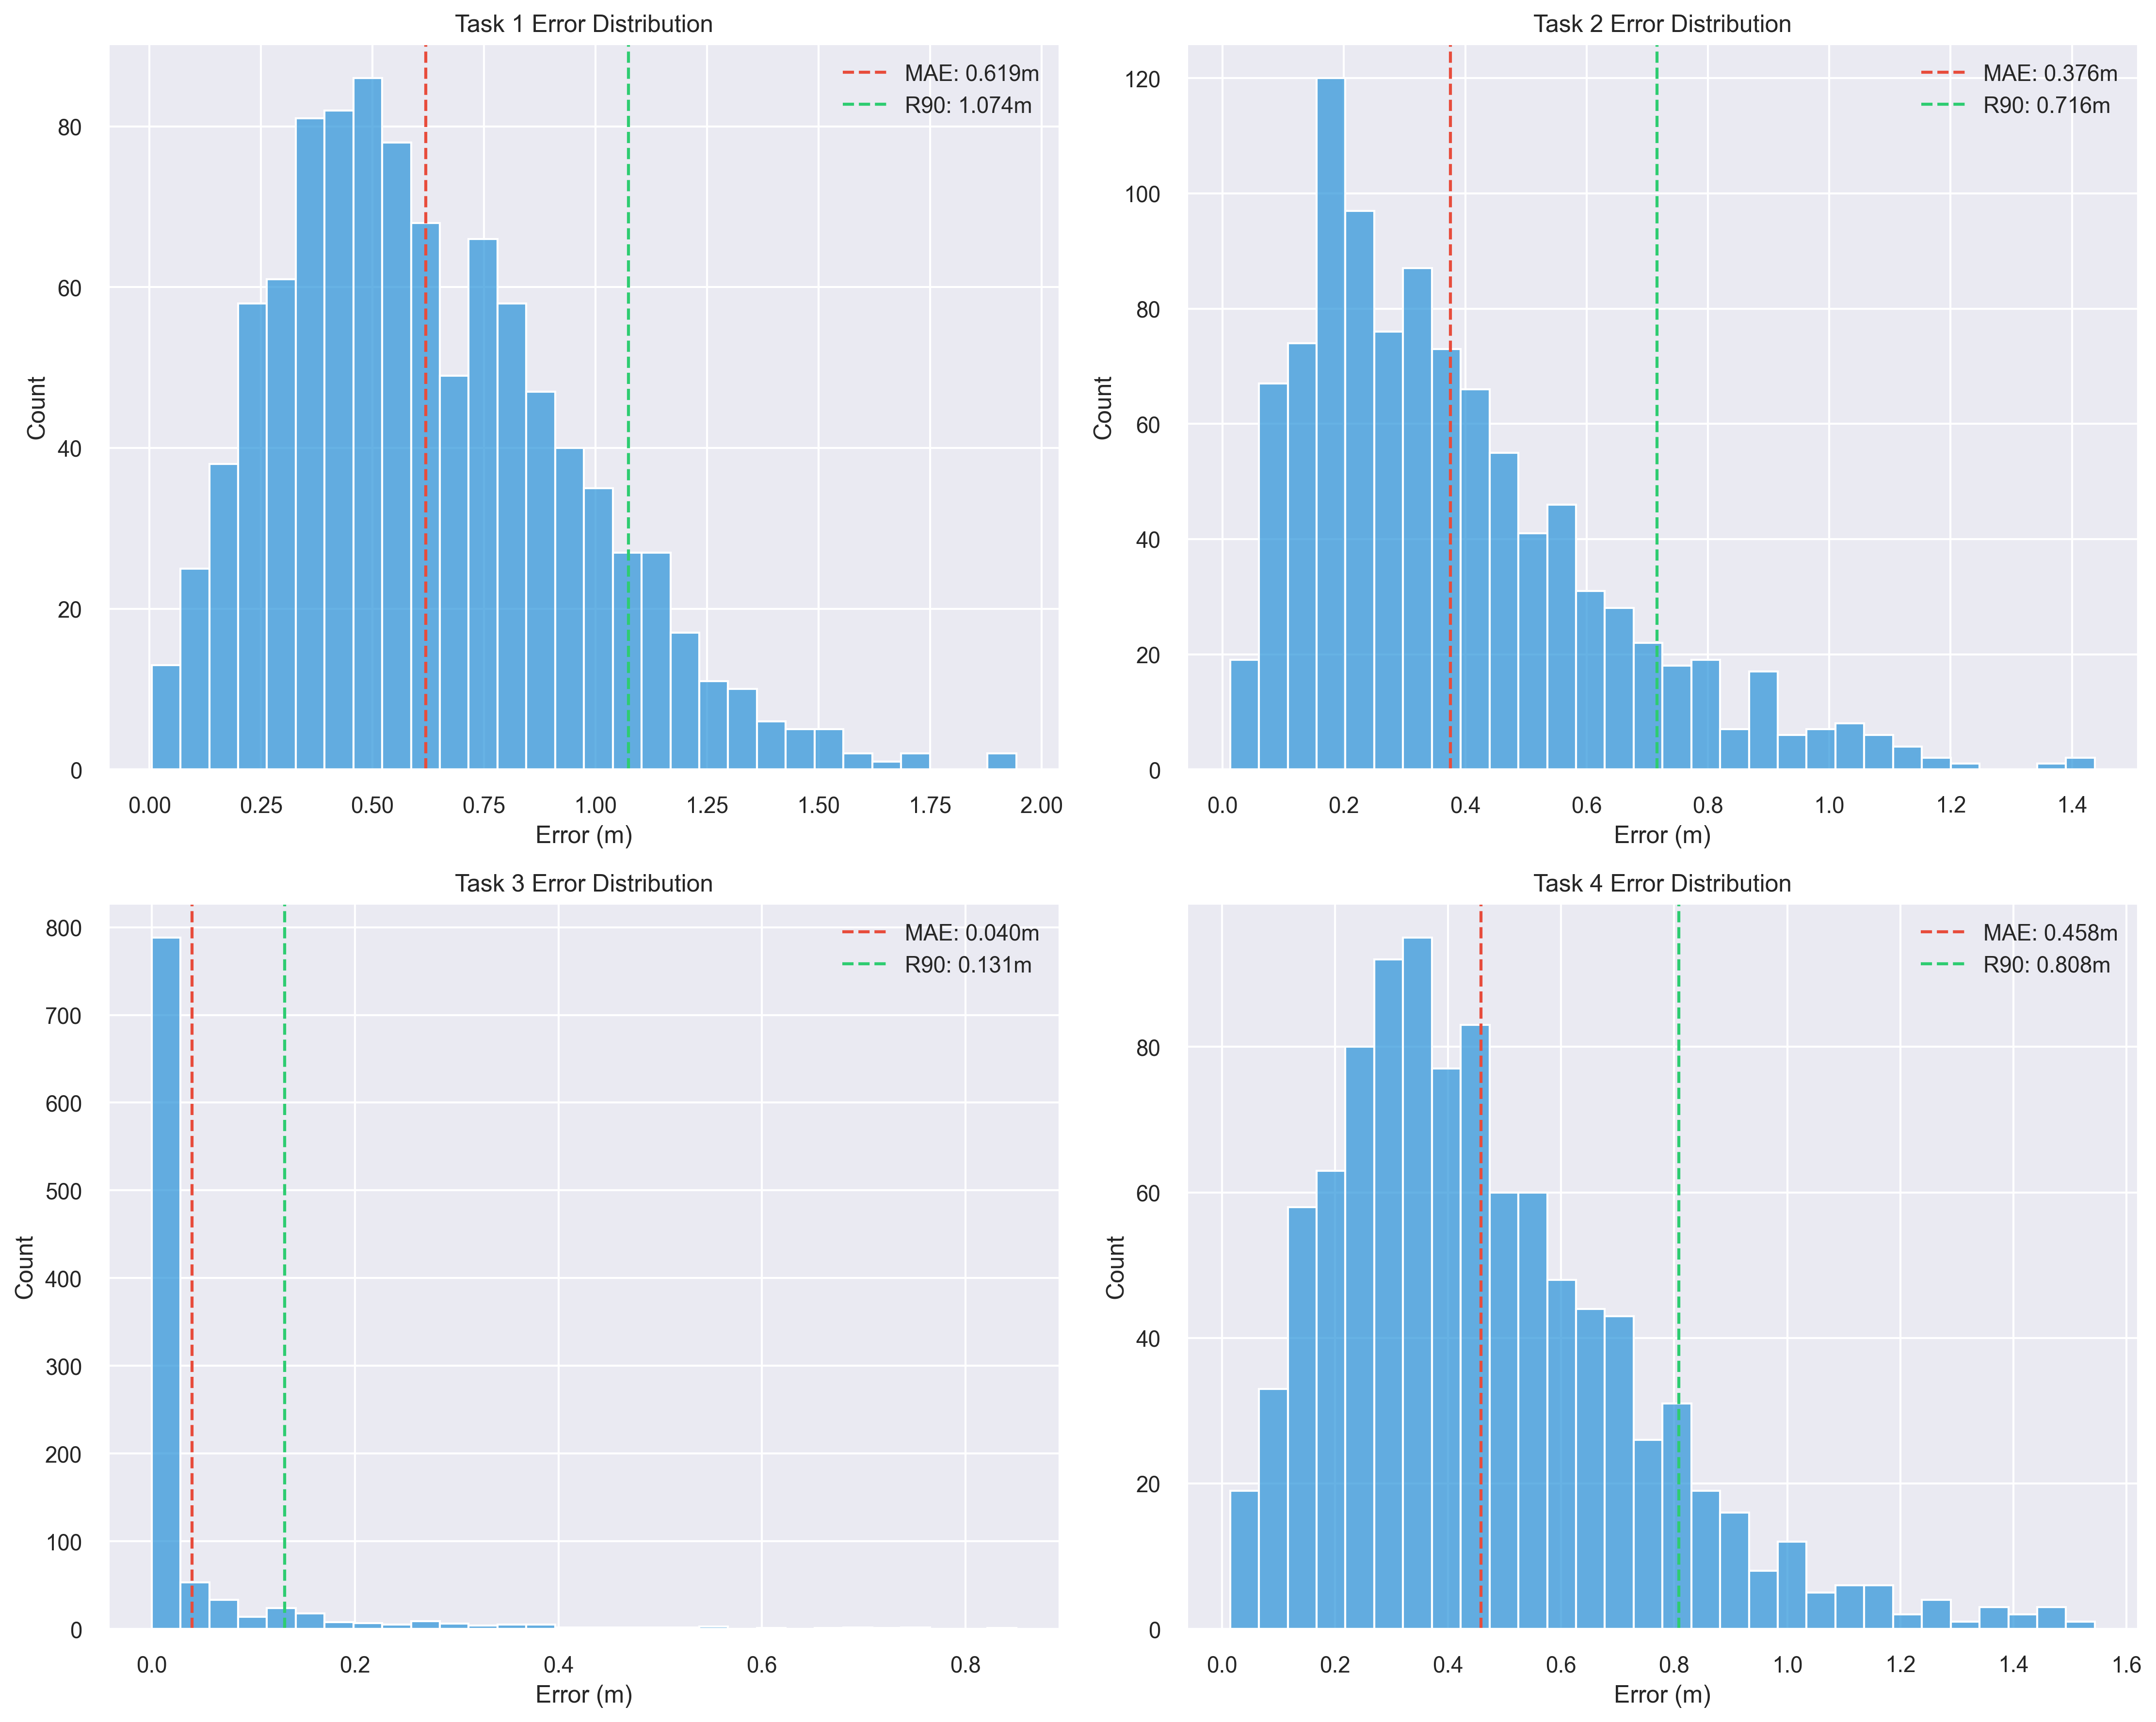 Task 1 Error Distribution
MAE: 0.619m
R90: 1.074m
80
60
40
20
0
Count
0.00 0.25 0.50 0.75 1.00 1.25 1.50 1.75 2.00
Error (m)
Task 2 Error Distribution
MAE: 0.376m
R90: 0.716m
120
100
80
60
40
20
0
Count
0.0 0.2 0.4 0.6 0.8 1.0 1.2 1.4
Error (m)
Task 3 Error Distribution
MAE: 0.040m
R90: 0.131m
800
700
600
500
400
300
200
100
0
Count
0.0 0.2 0.4 0.6 0.8
Error (m)
Task 4 Error Distribution
MAE: 0.458m
R90: 0.808m
80
60
40
20
0
Count
0.0 0.2 0.4 0.6 0.8 1.0 1.2 1.4 1.6
Error (m)